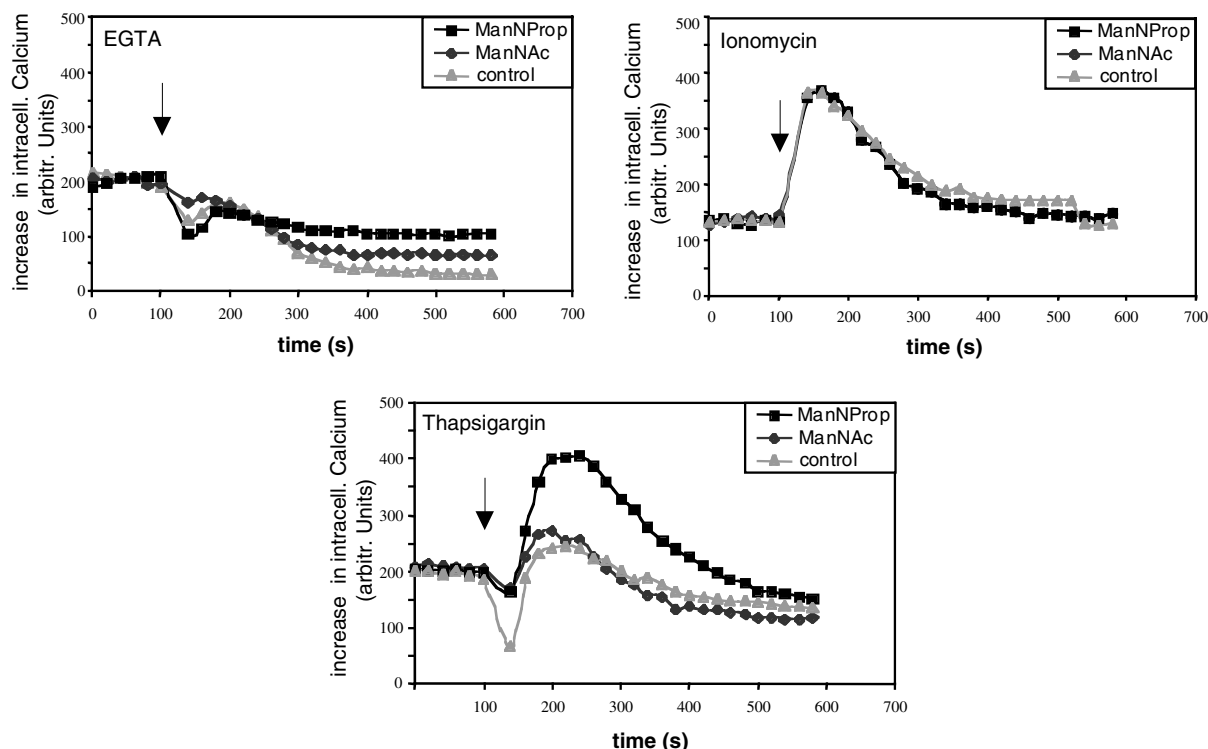 EGTA
ManNProp
ManNAc
control
increase in intracell. Calcium
(arbitr. Units)
500
400
300
200
100
0
0 100 200 300 400 500 600 700
time (s)
Ionomycin
ManNProp
ManNAc
control
increase in intracell. Calcium
(arbitr. Units)
500
400
300
200
100
0
0 100 200 300 400 500 600 700
time (s)
Thapsigargin
ManNProp
ManNAc
control
increase in intracell. Calcium
(arbitr. Units)
500
400
300
200
100
0
100 200 300 400 500 600 700
time (s)